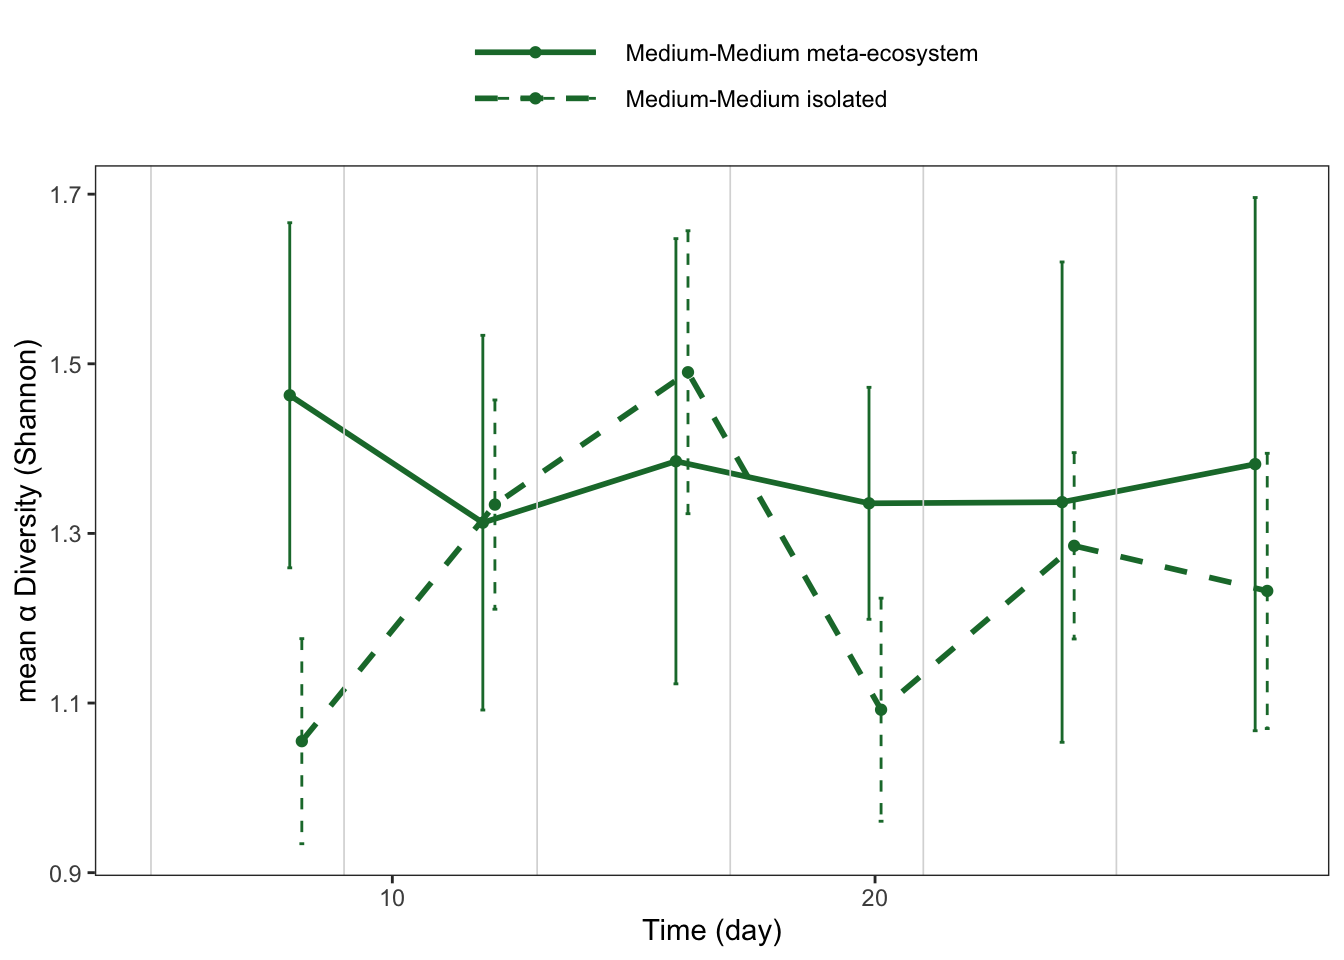 Medium-Medium meta-ecosystem
Medium-Medium isolated
1.7
1.5
1.3
1.1
0.9
mean α Diversity (Shannon)
10
20
Time (day)